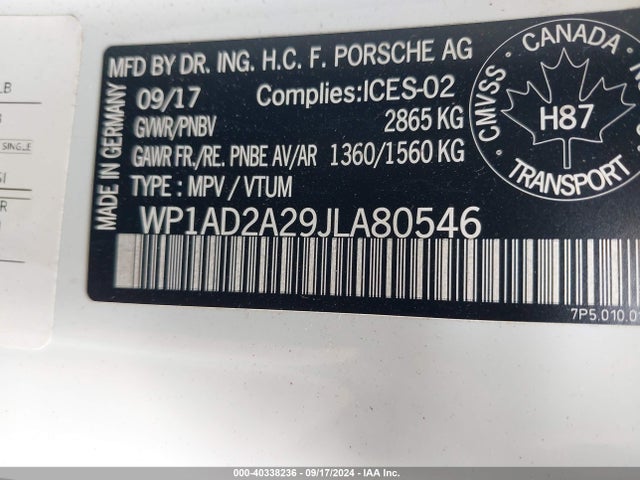 MFD BY DR. ING. H.C. F. PORSCHE AG
MADE IN GERMANY
09/17 Complies:ICES-02
GVWR/PNBV 2865 KG
GAWR FR./RE. PNBE AV/AR 1360/1560 KG
TYPE : MPV / VTUM
WP1AD2A29JLA80546
CANADA
CMVSS
H87
TRANSPORT
7P5.010.0
LB
SINGLE
000-40338236 - 09/17/2024 - IAA Inc.